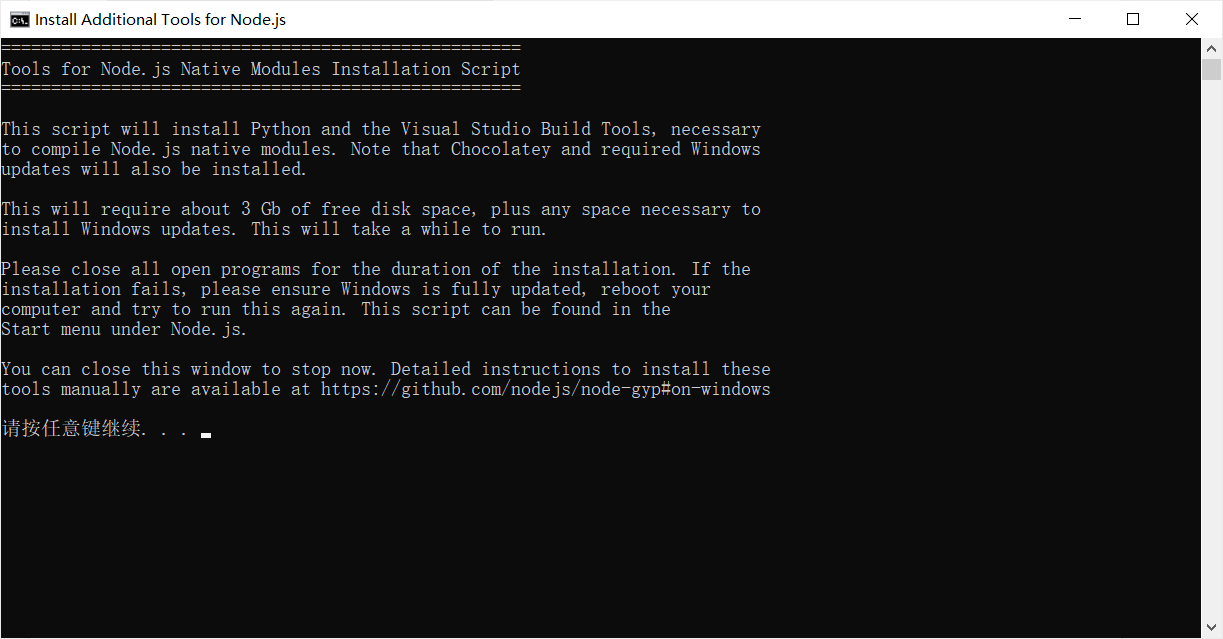 Install Additional Tools for Node.js
====================================================
Tools for Node.js Native Modules Installation Script
====================================================
This script will install Python and the Visual Studio Build Tools, necessary
to compile Node.js native modules. Note that Chocolatey and required Windows
updates will also be installed.
This will require about 3 Gb of free disk space, plus any space necessary to
install Windows updates. This will take a while to run.
Please close all open programs for the duration of the installation. If the
installation fails, please ensure Windows is fully updated, reboot your
computer and try to run this again. This script can be found in the
Start menu under Node.js.
You can close this window to stop now. Detailed instructions to install these
tools manually are available at https://github.com/nodejs/node-gyp#on-windows
请按任意键继续. . .